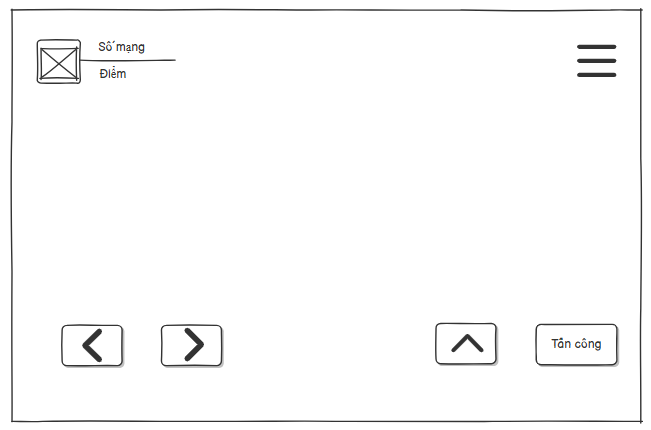 Số mạng
Điểm
Tấn công